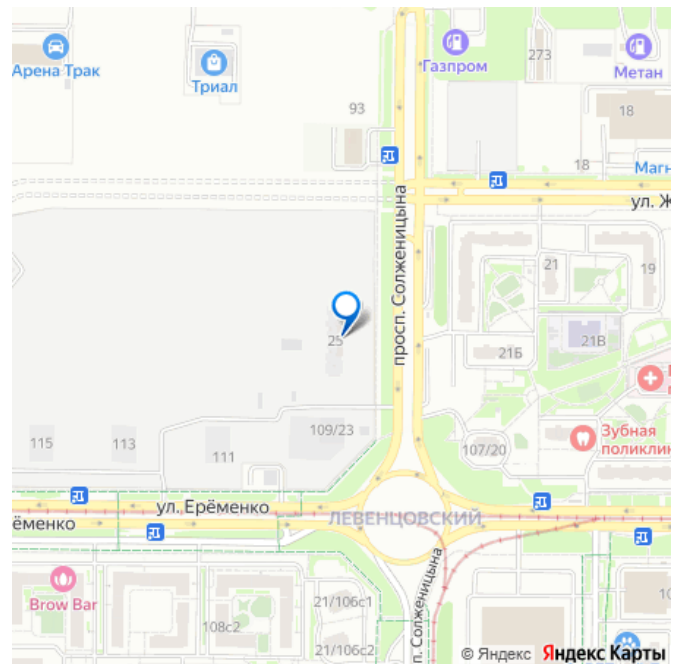 Арена Трак
Триал
Газпром
273
Метан
93
18
18
Магн
ул. Ж
просп. Солженицына
21
19
25
21Б
21В
Зубная
поликлин
115
113
111
109/23
107/20
ул. Ерёменко
ЛЕВЕНЦОВСКИЙ
ёменко
Brow Bar
108с2
21/106с1
21/106с2
п. Солженицына
© Яндекс Яндекс Карты